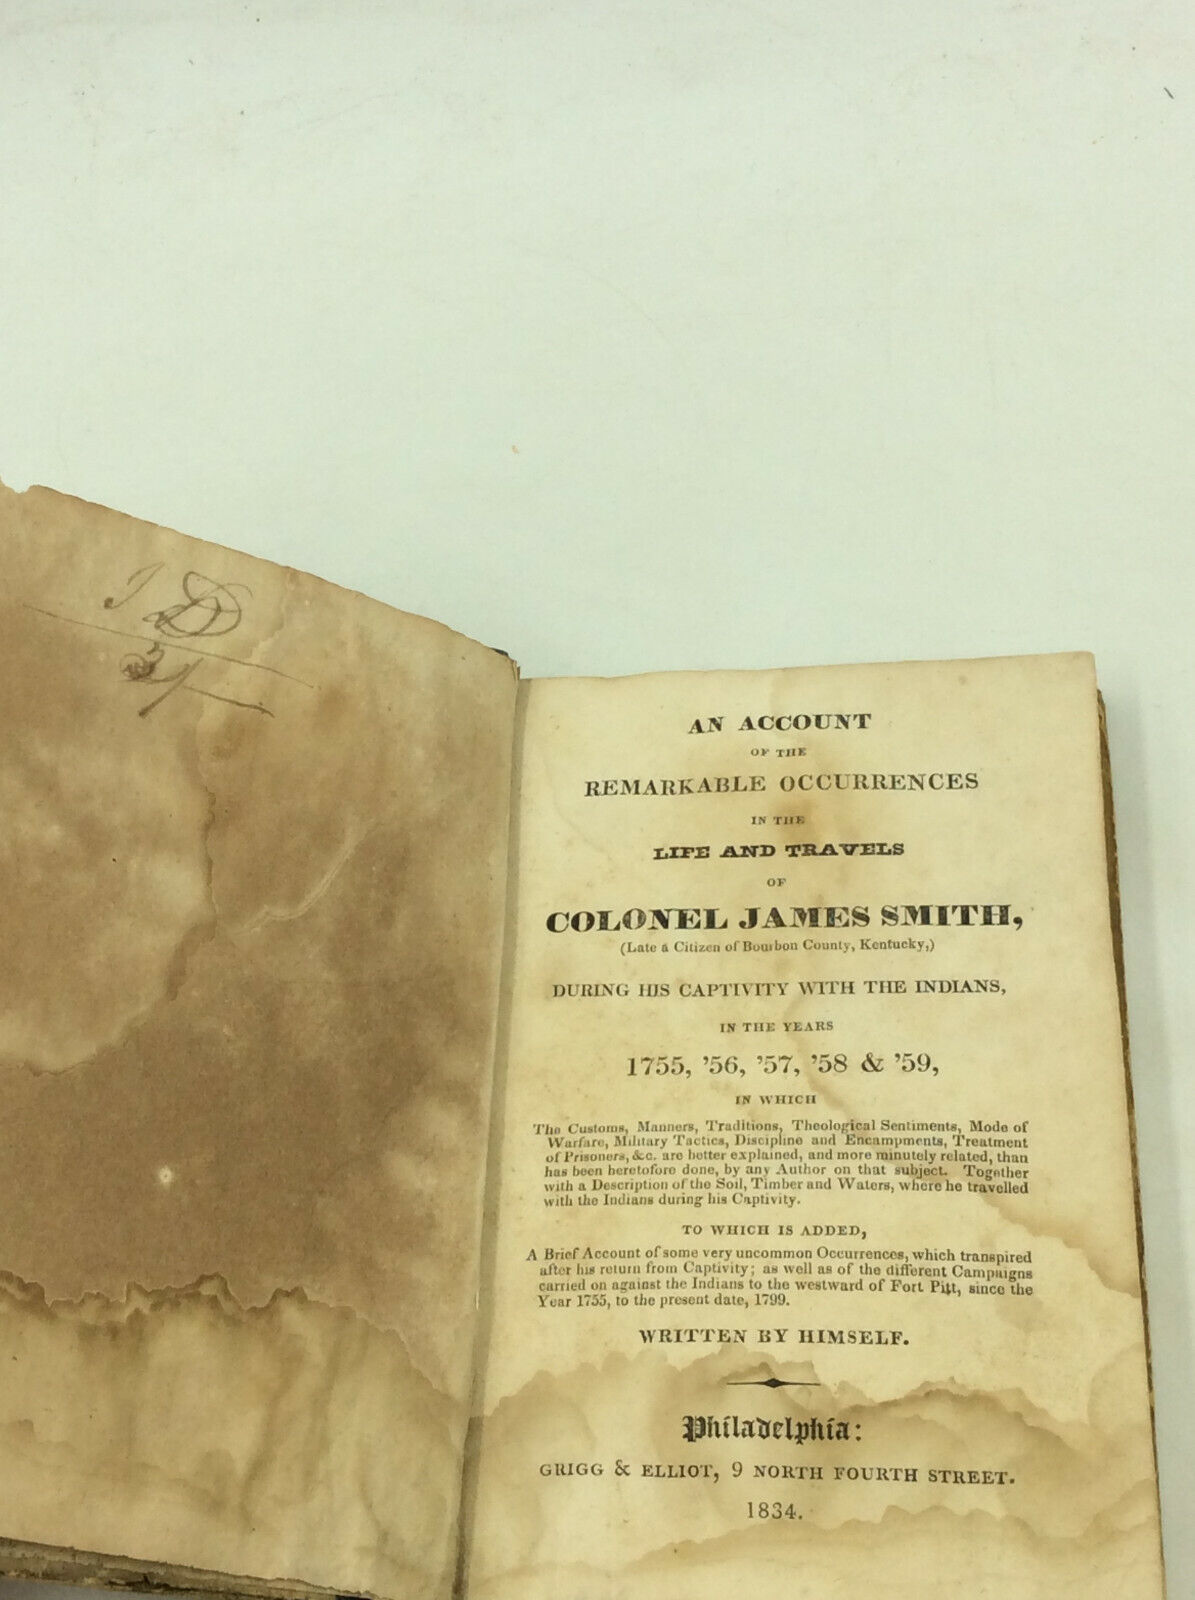 3/
AN ACCOUNT
OF THE
REMARKABLE OCCURRENCES
IN THE
LIFE AND TRAVELS
OF
COLONEL JAMES SMITH,
(Late a Citizen of Bourbon County, Kentucky,)
DURING HIS CAPTIVITY WITH THE INDIANS,
IN THE YEARS
1755, '56, '57, '58 & '59,
IN WHICH
The Customs, Manners, Traditions, Theological Sentiments, Mode of
Warfare, Military Tactics, Discipline and Encampments, Treatment
of Prisoners, &c. are better explained, and more minutely related, than
has been heretofore done, by any Author on that subject. Together
with a Description of the Soil, Timber and Waters, where he travelled
with the Indians during his Captivity.
TO WHICH IS ADDED,
A Brief Account of some very uncommon Occurrences, which transpired
after his return from Captivity; as well as of the different Campaigns
carried on against the Indians to the westward of Fort Pitt, since the
Year 1755, to the present date, 1799.
WRITTEN BY HIMSELF.
Philadelphia:
GRIGG & ELLIOT, 9 NORTH FOURTH STREET.
1834.